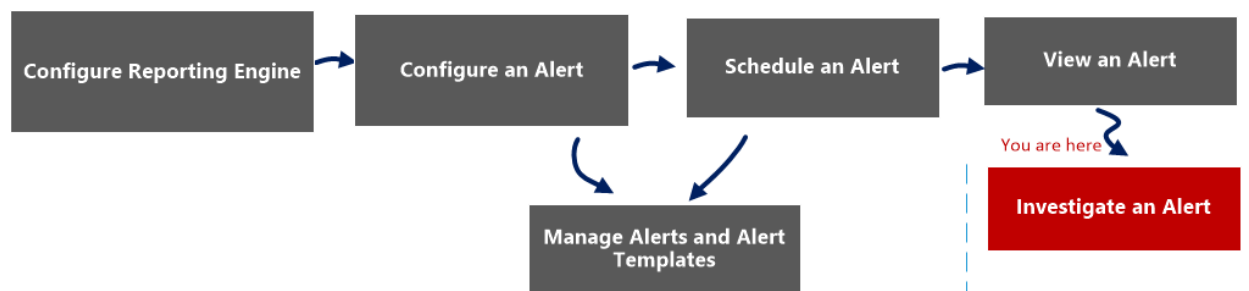 Configure Reporting Engine
Configure an Alert
Schedule an Alert
View an Alert
You are here
Investigate an Alert
Manage Alerts and Alert
Templates